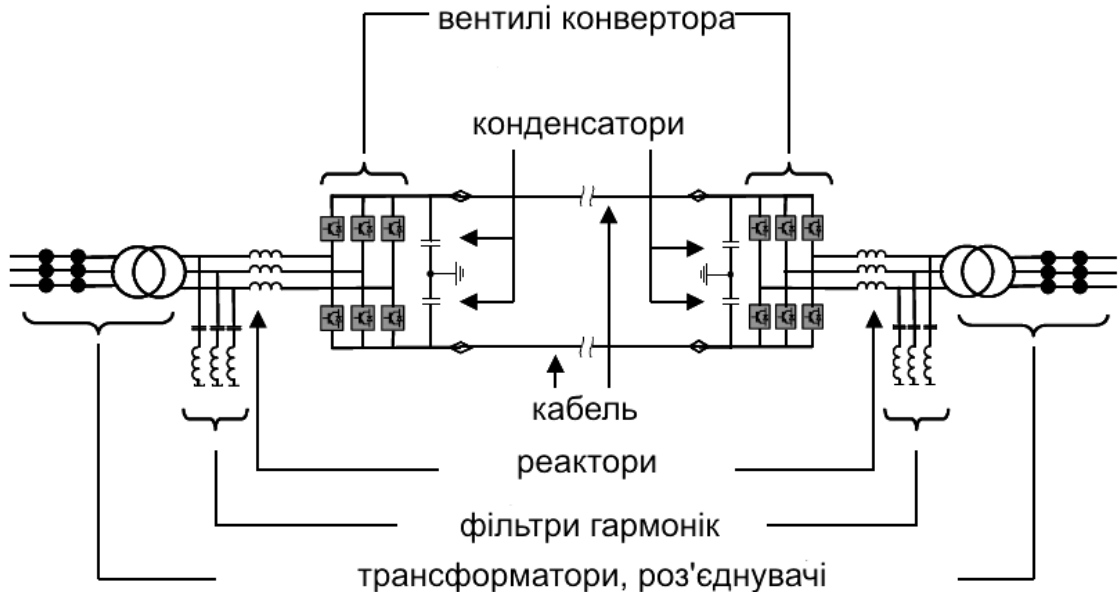 вентилі конвертора
конденсатори
кабель
реактори
фільтри гармонік
трансформатори, роз'єднувачі